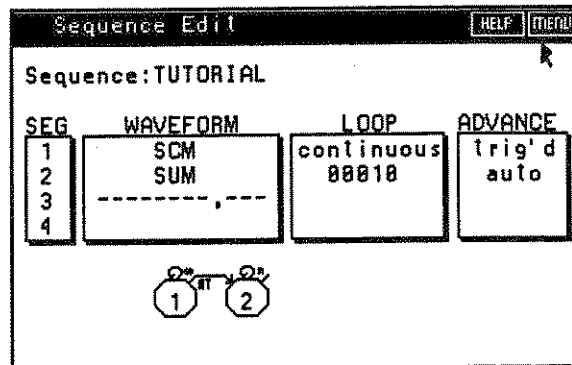 Sequence Edit HELP MENU
Sequence:TUTORIAL
SEG WAVEFORM LOOP ADVANCE
1 SCM continuous trig'd
2 SUM 00010 auto
3 --------,---
4
1 2